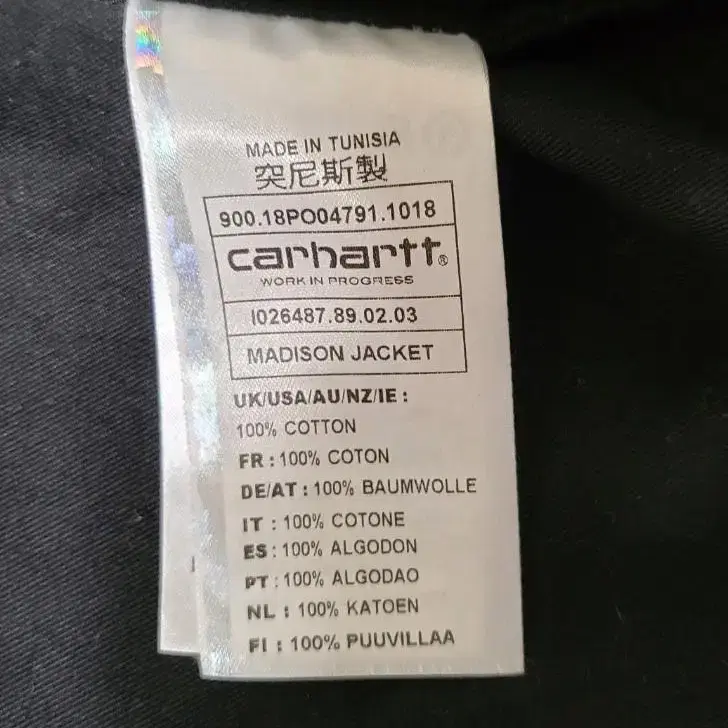 MADE IN TUNISIA
突尼斯製
900.18PO04791.1018
carhartt®
WORK IN PROGRESS
I026487.89.02.03
MADISON JACKET
UK/USA/AU/NZ/IE :
100% COTTON
FR : 100% COTON
DE/AT : 100% BAUMWOLLE
IT : 100% COTONE
ES : 100% ALGODON
PT : 100% ALGODAO
NL : 100% KATOEN
FI : 100% PUUVILLAA